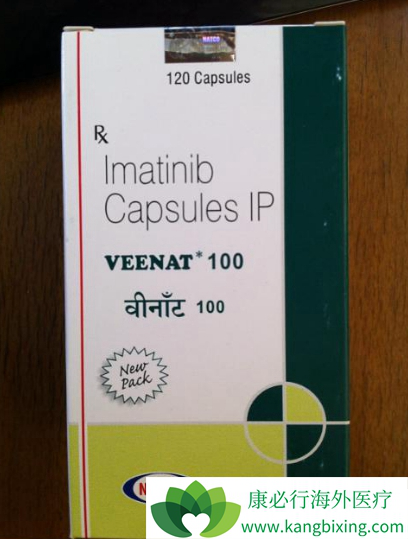 NATCO
120 Capsules
Rx
Imatinib
Capsules IP
VEENAT* 100
वीनाँट 100
New
Pack
康必行海外医疗
www.kangbixing.com